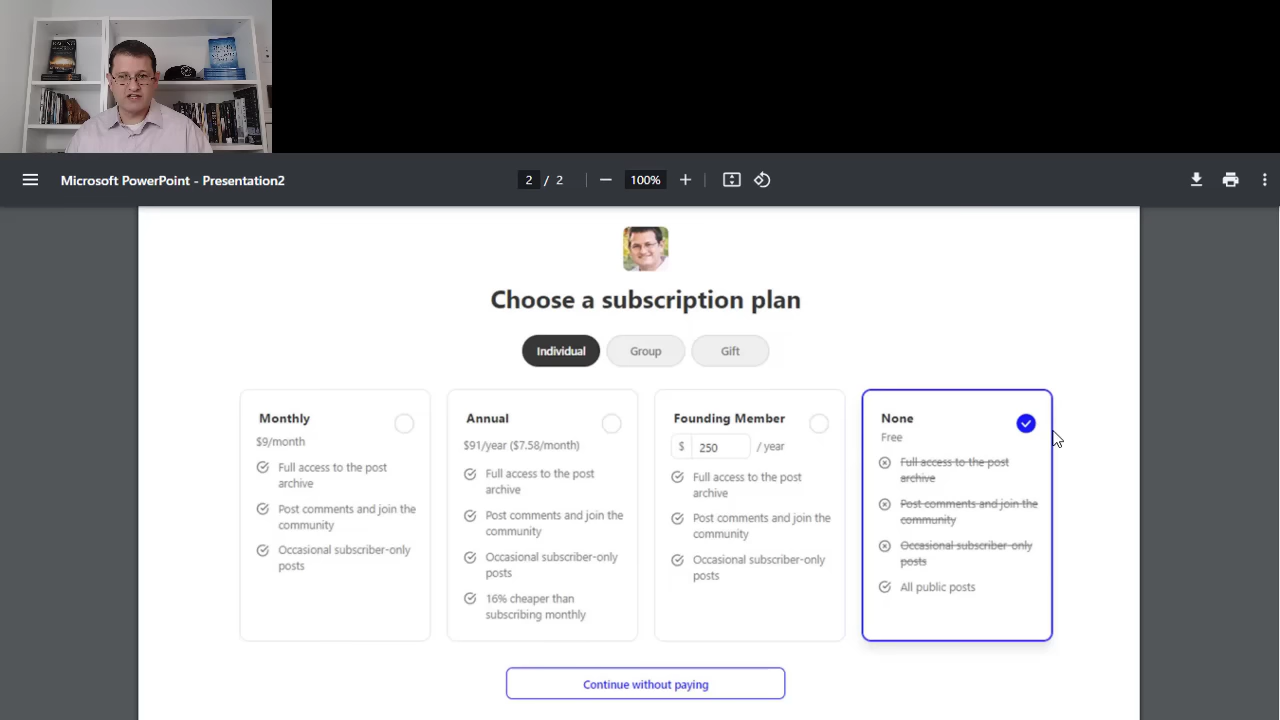 Microsoft PowerPoint - Presentation2
2 / 2
100%
Choose a subscription plan
Individual
Group
Gift
Monthly
$9/month
Full access to the post
archive
Post comments and join the
community
Occasional subscriber-only
posts
Annual
$91/year ($7.58/month)
Full access to the post
archive
Post comments and join the
community
Occasional subscriber-only
posts
16% cheaper than
subscribing monthly
Founding Member
$ 250 / year
Full access to the post
archive
Post comments and join the
community
Occasional subscriber-only
posts
None
Free
Full access to the post
archive
Post comments and join the
community
Occasional subscriber-only
posts
All public posts
Continue without paying